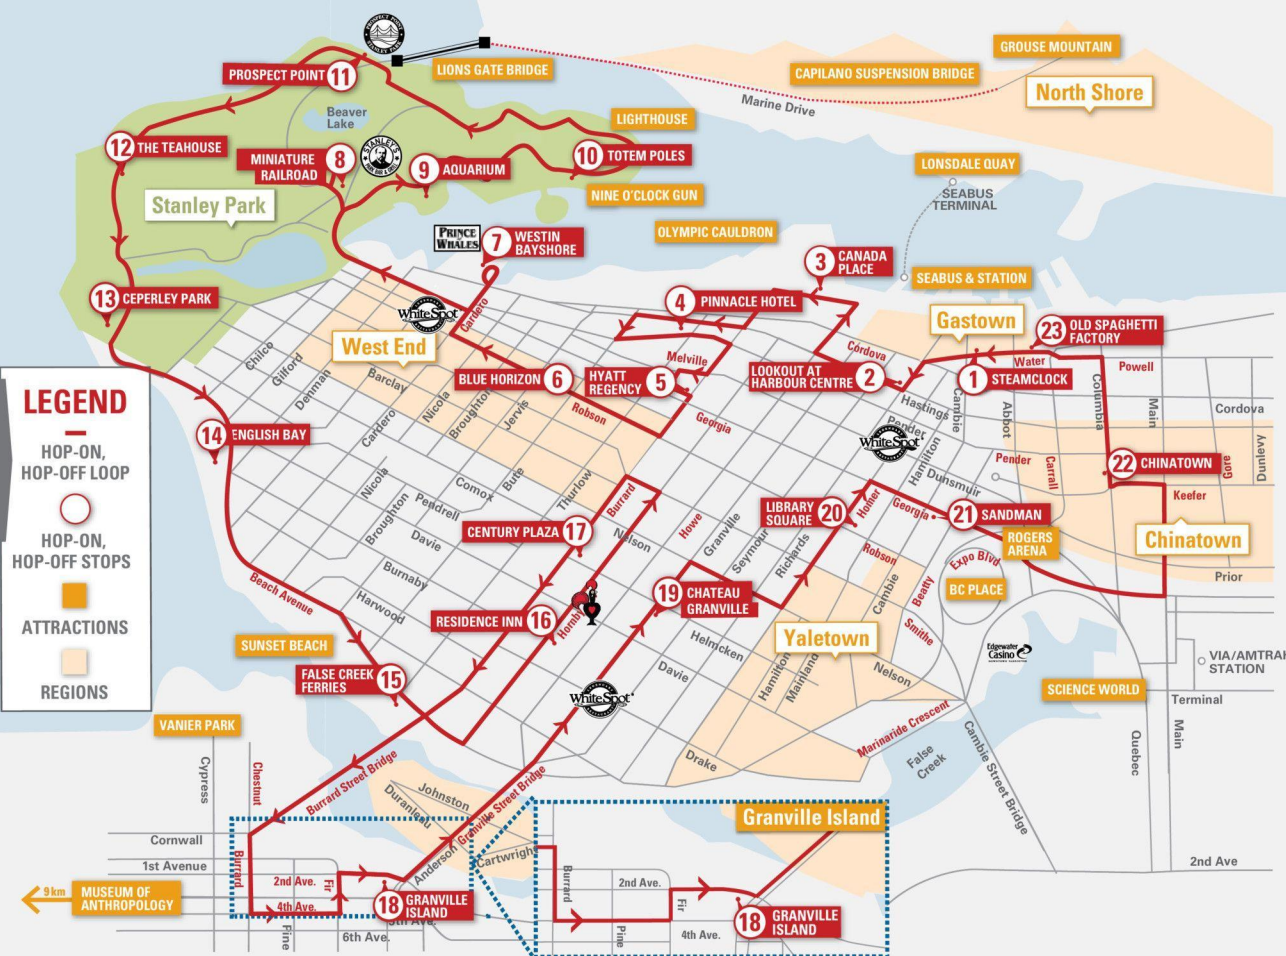 PROSPECT POINT
STANLEY PARK
LIONS GATE BRIDGE
GROUSE MOUNTAIN
CAPILANO SUSPENSION BRIDGE
North Shore
Marine Drive
PROSPECT POINT 11
Beaver
Lake
LIGHTHOUSE
12 THE TEAHOUSE
MINIATURE
RAILROAD
8
STANLEY'S
9 AQUARIUM
10 TOTEM POLES
LONSDALE QUAY
SEABUS
TERMINAL
Stanley Park
NINE O'CLOCK GUN
OLYMPIC CAULDRON
PRINCE
of
WHALES
7 WESTIN
BAYSHORE
3 CANADA
PLACE
SEABUS & STATION
13 CEPERLEY PARK
4 PINNACLE HOTEL
WhiteSpot
Cardero
Gastown
23 OLD SPAGHETTI
FACTORY
West End
Chilco
Gilford
Denman
Barclay
Melville
Cordova
Water
Powell
LOOKOUT AT
HARBOUR CENTRE 2
1 STEAMCLOCK
BLUE HORIZON 6
HYATT
REGENCY 5
Nicola
Broughton
Jervis
Robson
Georgia
Hastings
Pender
Cambie
Abbot
Columbia
Main
Cordova
LEGEND
HOP-ON,
HOP-OFF LOOP
HOP-ON,
HOP-OFF STOPS
ATTRACTIONS
REGIONS
14 ENGLISH BAY
Cardero
WhiteSpot
Hamilton
Dunsmuir
Pender
Carrall
22 CHINATOWN
Gore
Dunlevy
Keefer
Nicola
Broughton
Pendrell
Comox
Bute
Thurlow
Burrard
Davie
Howe
Granville
Seymour
Richards
LIBRARY
SQUARE 20
Homer
Georgia
21 SANDMAN
ROGERS
ARENA
Chinatown
CENTURY PLAZA 17
Nelson
Robson
Expo Blvd
Prior
Burnaby
Harwood
Beach Avenue
BC PLACE
Cambie
Beatty
Smithe
19 CHATEAU
GRANVILLE
RESIDENCE INN 16
Hornby
Yaletown
Helmcken
Davie
Hamilton
Mainland
Nelson
Edgewater
Casino
VIA/AMTRAK
STATION
SUNSET BEACH
FALSE CREEK
FERRIES
15
WhiteSpot
SCIENCE WORLD
Terminal
VANIER PARK
Marinaride Crescent
False
Creek
Cambie Street Bridge
Quebec
Main
Drake
Cypress
Chestnut
Burrard Street Bridge
Johnston
Duranleau
Granville Street Bridge
Granville Island
Cornwall
1st Avenue
Burrard
2nd Ave.
Fir
4th Ave.
Anderson
Cartwright
2nd Ave
9km
MUSEUM OF
ANTHROPOLOGY
18 GRANVILLE
ISLAND
5th Ave.
Pine
6th Ave.
Burrard
2nd Ave.
Fir
Pine
4th Ave.
18 GRANVILLE
ISLAND